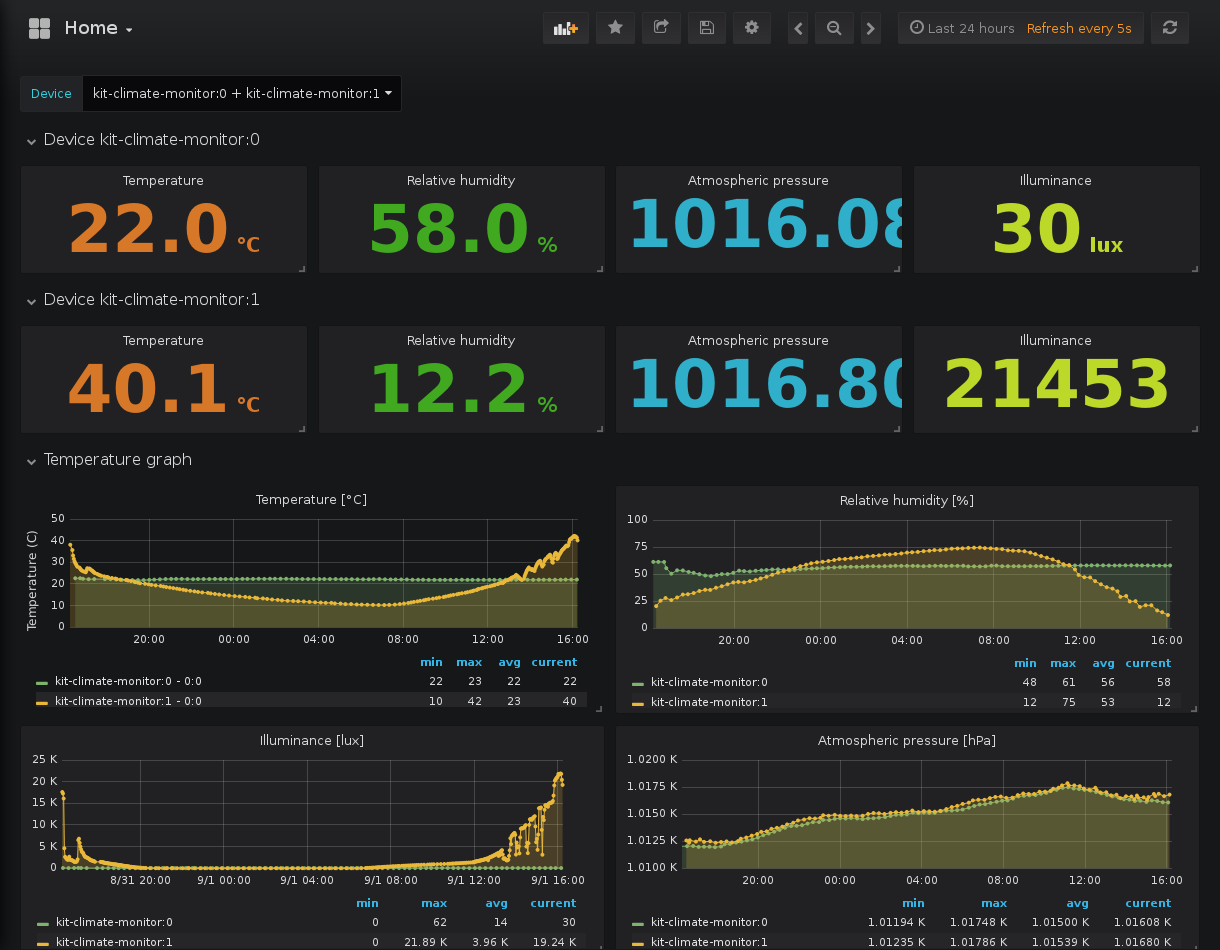 Home
Last 24 hours Refresh every 5s
Device kit-climate-monitor:0 + kit-climate-monitor:1
Device kit-climate-monitor:0
Temperature Relative humidity Atmospheric pressure Illuminance
22.0 °C 58.0 % 1016.08 30 lux
Device kit-climate-monitor:1
Temperature Relative humidity Atmospheric pressure Illuminance
40.1 °C 12.2 % 1016.80 21453
Temperature graph
Temperature [°C]
Temperature (C)
50
40
30
20
10
0
20:00 00:00 04:00 08:00 12:00 16:00
min max avg current
kit-climate-monitor:0 - 0:0 22 23 22 22
kit-climate-monitor:1 - 0:0 10 42 23 40
Relative humidity [%]
100
75
50
25
0
20:00 00:00 04:00 08:00 12:00 16:00
min max avg current
kit-climate-monitor:0 48 61 56 58
kit-climate-monitor:1 12 75 53 12
Illuminance [lux]
25 K
20 K
15 K
10 K
5 K
0
8/31 20:00 9/1 00:00 9/1 04:00 9/1 08:00 9/1 12:00 9/1 16:00
min max avg current
kit-climate-monitor:0 0 62 14 30
kit-climate-monitor:1 0 21.89 K 3.96 K 19.24 K
Atmospheric pressure [hPa]
1.0200 K
1.0175 K
1.0150 K
1.0125 K
1.0100 K
20:00 00:00 04:00 08:00 12:00 16:00
min max avg current
kit-climate-monitor:0 1.01194 K 1.01748 K 1.01500 K 1.01608 K
kit-climate-monitor:1 1.01235 K 1.01786 K 1.01539 K 1.01680 K